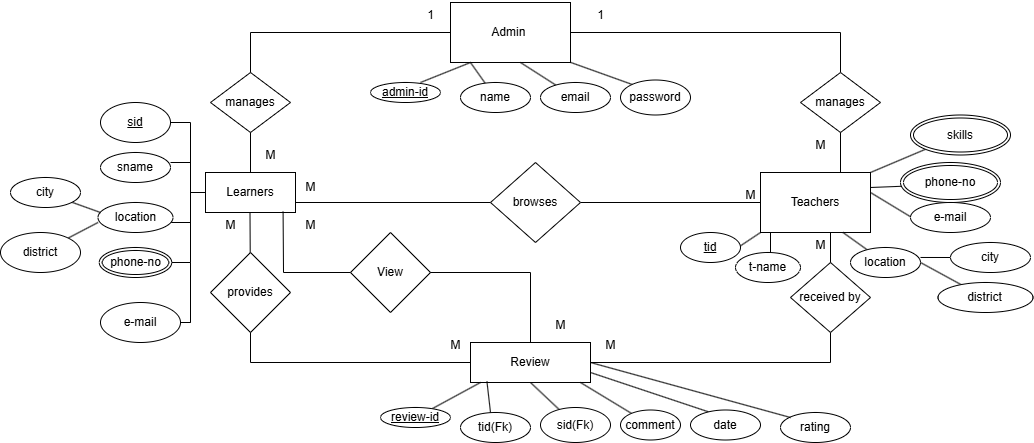 1
Admin
1
admin-id
name
email
password
manages
manages
sid
sname
city
location
district
phone-no
e-mail
M
Learners
M
M
M
browses
M
M
Teachers
skills
phone-no
e-mail
tid
t-name
M
location
city
district
View
provides
received by
M
M
M
Review
review-id
tid(Fk)
sid(Fk)
comment
date
rating